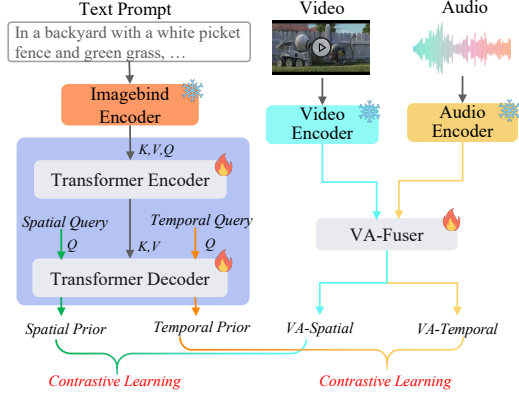 Text Prompt
In a backyard with a white picket
fence and green grass, …
Imagebind
Encoder
K,V,Q
Transformer Encoder
Spatial Query
Temporal Query
Q
K,V
Q
Transformer Decoder
Spatial Prior
Temporal Prior
Contrastive Learning
Video
Audio
Video
Encoder
Audio
Encoder
VA-Fuser
VA-Spatial
VA-Temporal
Contrastive Learning